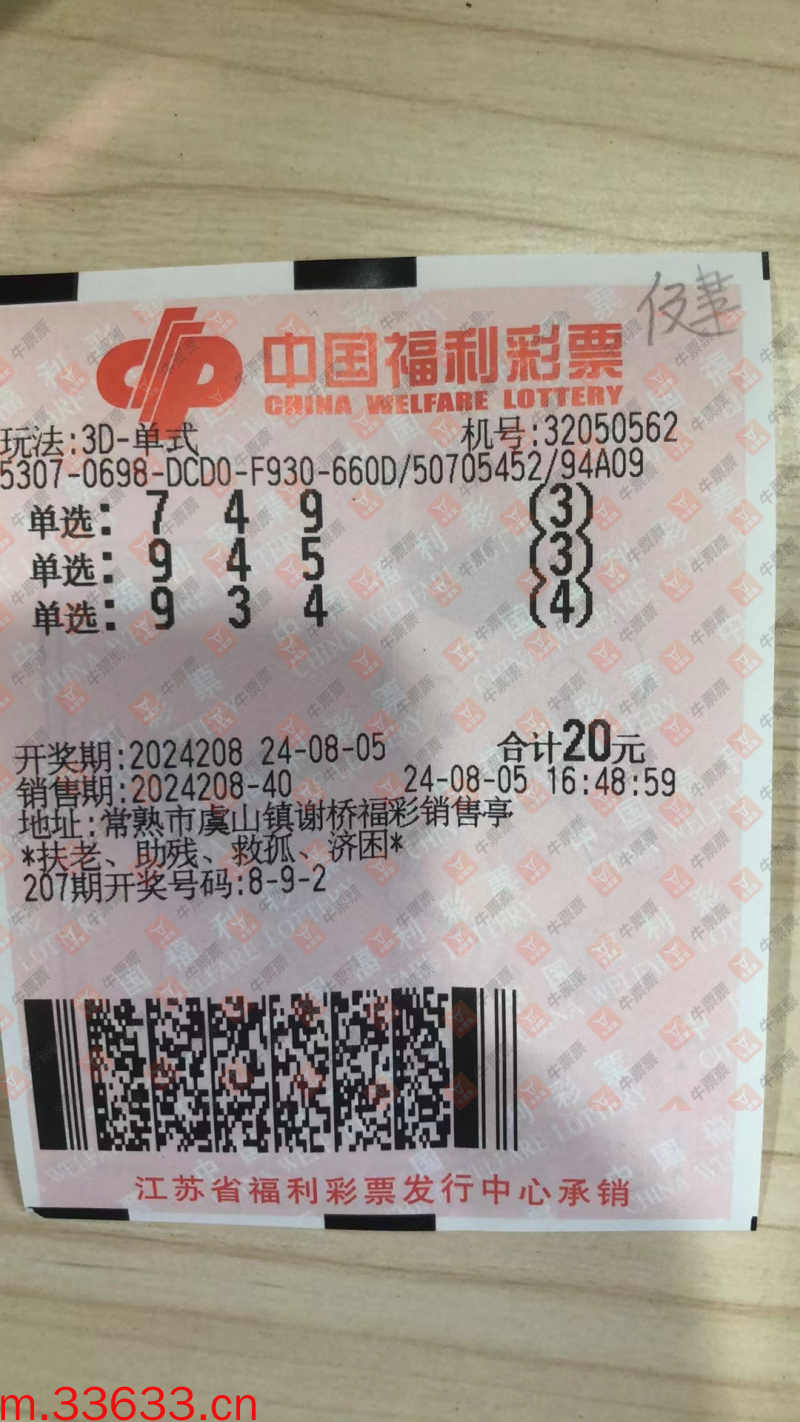 中国福利彩票
CHINA WELFARE LOTTERY
玩法:3D-单式 机号:32050562
5307-0698-DCD0-F930-660D/50705452/94A09
单选: 7 4 9 (3)
单选: 9 4 5 (3)
单选: 9 3 4 (4)
开奖期:2024208 24-08-05 合计20元
销售期:2024208-40 24-08-05 16:48:59
地址:常熟市虞山镇谢桥福彩销售亭
*扶老、助残、救孤、济困*
207期开奖号码:8-9-2
江苏省福利彩票发行中心承销
m.33633.cn